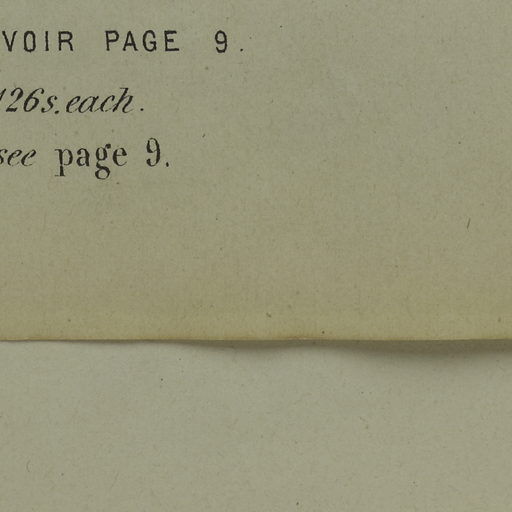 VOIR PAGE 9.
126s. each.
see page 9.